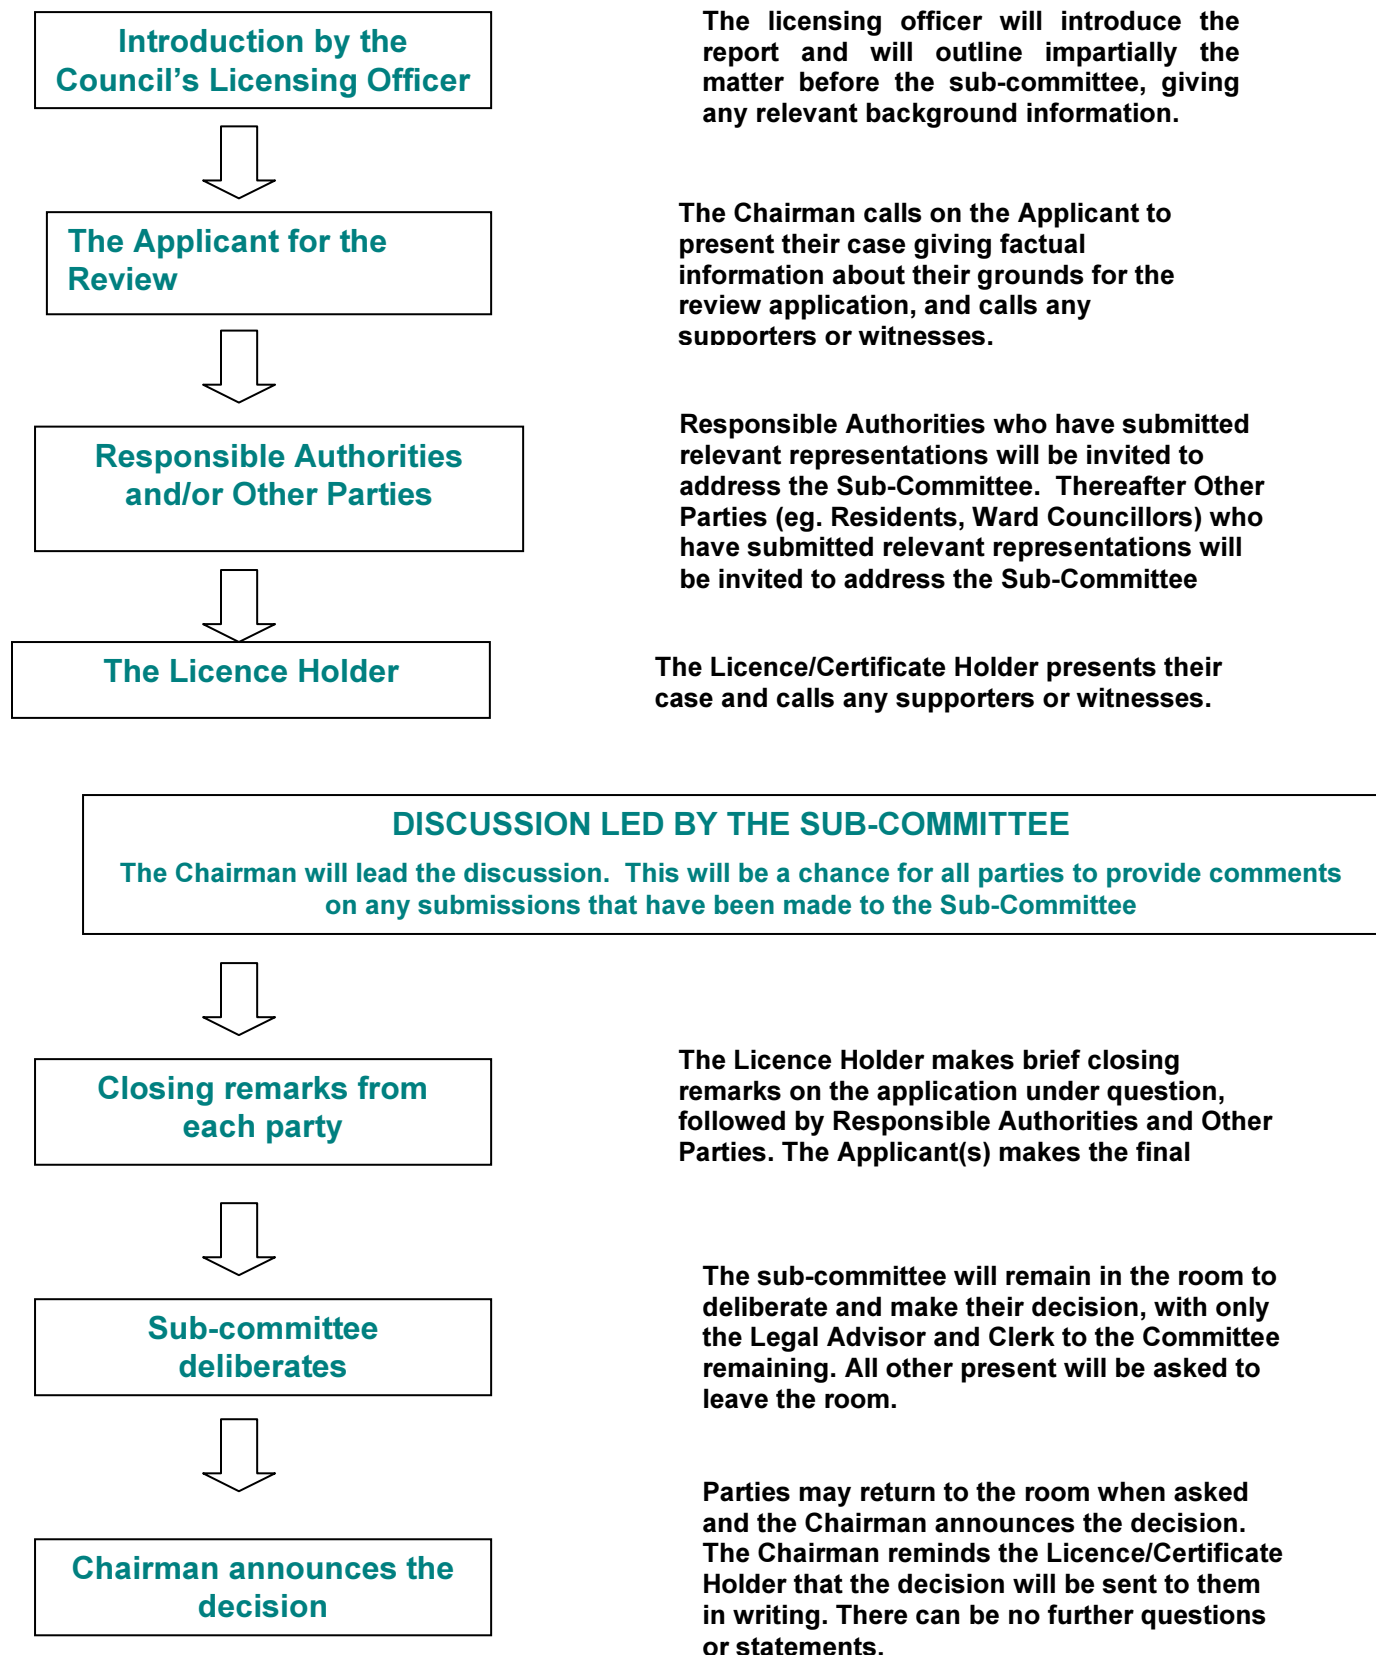 Introduction by the
Council’s Licensing Officer
The licensing officer will introduce the
report and will outline impartially the
matter before the sub-committee, giving
any relevant background information.
The Applicant for the
Review
The Chairman calls on the Applicant to
present their case giving factual
information about their grounds for the
review application, and calls any
supporters or witnesses.
Responsible Authorities
and/or Other Parties
Responsible Authorities who have submitted
relevant representations will be invited to
address the Sub-Committee.  Thereafter Other
Parties (eg. Residents, Ward Councillors) who
have submitted relevant representations will
be invited to address the Sub-Committee
The Licence Holder
The Licence/Certificate Holder presents their
case and calls any supporters or witnesses.
DISCUSSION LED BY THE SUB-COMMITTEE
The Chairman will lead the discussion.  This will be a chance for all parties to provide comments
on any submissions that have been made to the Sub-Committee
Closing remarks from
each party
The Licence Holder makes brief closing
remarks on the application under question,
followed by Responsible Authorities and Other
Parties. The Applicant(s) makes the final
Sub-committee
deliberates
The sub-committee will remain in the room to
deliberate and make their decision, with only
the Legal Advisor and Clerk to the Committee
remaining. All other present will be asked to
leave the room.
Chairman announces the
decision
Parties may return to the room when asked
and the Chairman announces the decision.
The Chairman reminds the Licence/Certificate
Holder that the decision will be sent to them
in writing. There can be no further questions
or statements.